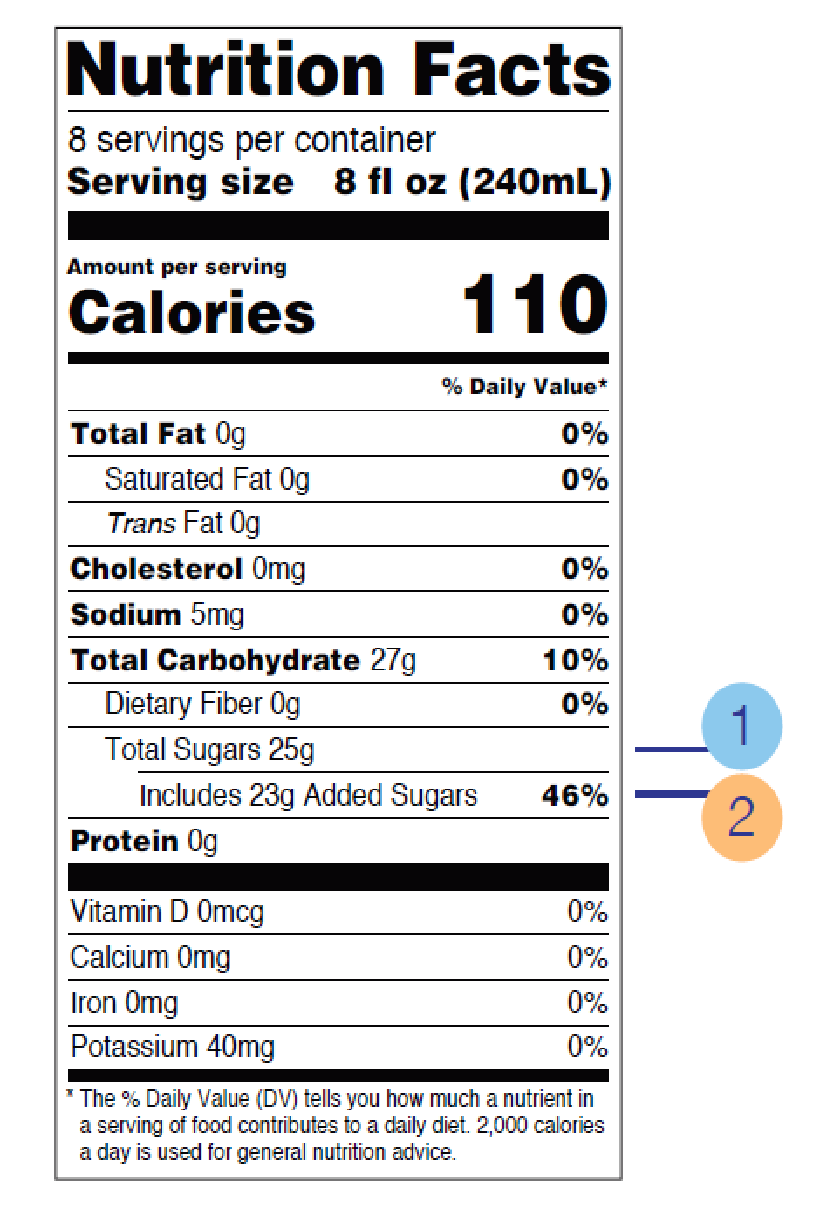 Nutrition Facts
8 servings per container
Serving size 8 fl oz (240mL)
Amount per serving
Calories 110
% Daily Value*
Total Fat 0g 0%
Saturated Fat 0g 0%
Trans Fat 0g
Cholesterol 0mg 0%
Sodium 5mg 0%
Total Carbohydrate 27g 10%
Dietary Fiber 0g 0%
Total Sugars 25g 1
Includes 23g Added Sugars 46% 2
Protein 0g
Vitamin D 0mcg 0%
Calcium 0mg 0%
Iron 0mg 0%
Potassium 40mg 0%
* The % Daily Value (DV) tells you how much a nutrient in
a serving of food contributes to a daily diet. 2,000 calories
a day is used for general nutrition advice.